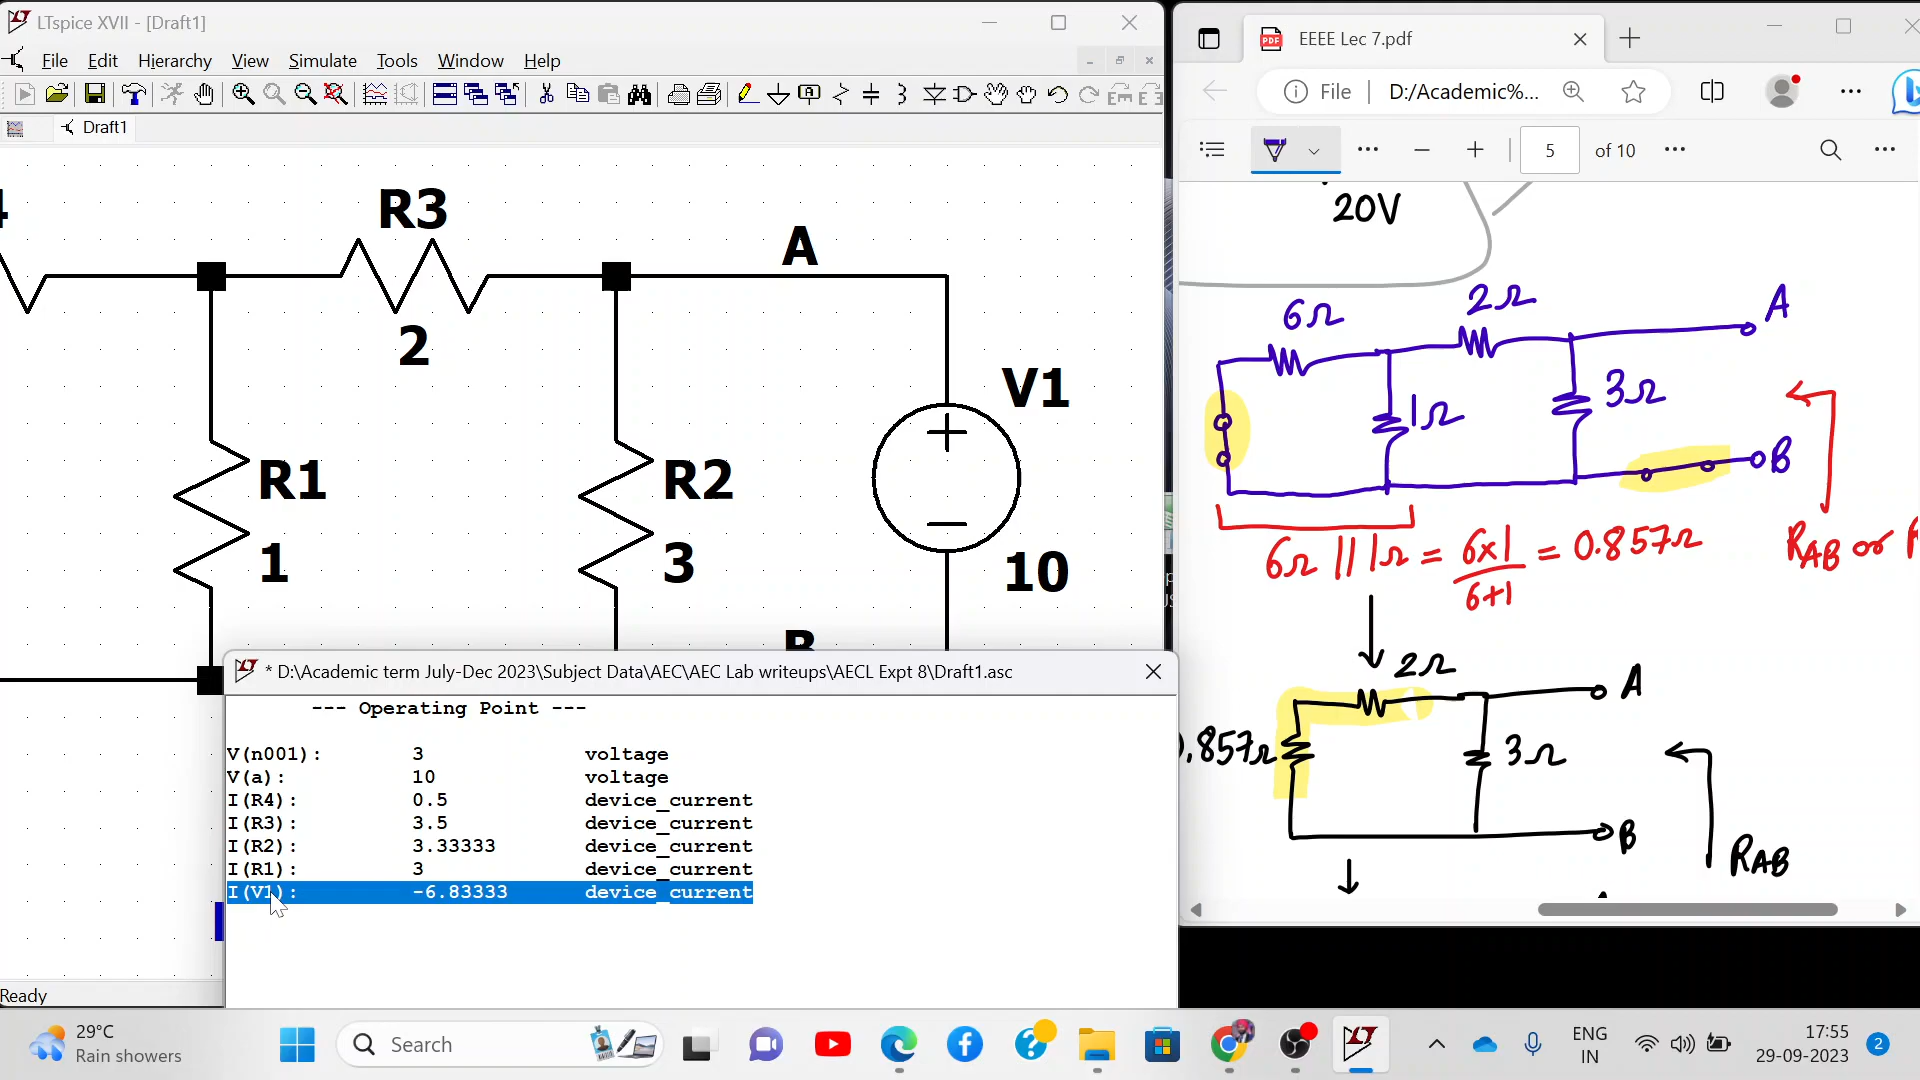 LTspice XVII - [Draft1]
File Edit Hierarchy View Simulate Tools Window Help
Draft1
R3
2
A
V1
10
R1
1
R2
3
B
* D:\Academic term July-Dec 2023\Subject Data\AEC\AEC Lab writeups\AECL Expt 8\Draft1.asc
--- Operating Point ---
V(n001): 3 voltage
V(a): 10 voltage
I(R4): 0.5 device_current
I(R3): 3.5 device_current
I(R2): 3.33333 device_current
I(R1): 3 device_current
I(V1): -6.83333 device_current
Ready
EEEE Lec 7.pdf
File D:/Academic%...
5 of 10
20V
6Ω 2Ω A
1Ω 3Ω
B
6Ω || 1Ω = 6x1 / 6+1 = 0.857Ω
RAB or
2Ω A
.857Ω 3Ω
B
RAB
29°C
Rain showers
Search
ENG
IN
17:55
29-09-2023
2